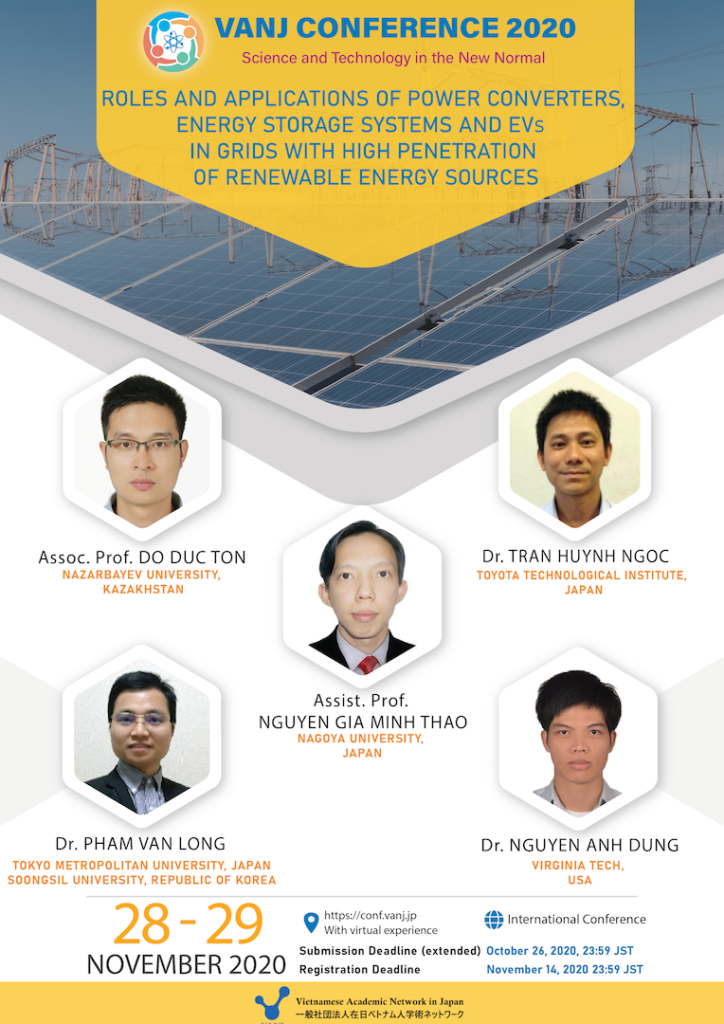 VANJ CONFERENCE 2020
Science and Technology in the New Normal
ROLES AND APPLICATIONS OF POWER CONVERTERS,
ENERGY STORAGE SYSTEMS AND EVs
IN GRIDS WITH HIGH PENETRATION
OF RENEWABLE ENERGY SOURCES
Assoc. Prof. DO DUC TON
NAZARBAYEV UNIVERSITY,
KAZAKHSTAN
Dr. TRAN HUYNH NGOC
TOYOTA TECHNOLOGICAL INSTITUTE,
JAPAN
Assist. Prof.
NGUYEN GIA MINH THAO
NAGOYA UNIVERSITY,
JAPAN
Dr. PHAM VAN LONG
TOKYO METROPOLITAN UNIVERSITY, JAPAN
SOONGSIL UNIVERSITY, REPUBLIC OF KOREA
Dr. NGUYEN ANH DUNG
VIRGINIA TECH,
USA
28 - 29
NOVEMBER 2020
https://conf.vanj.jp
With virtual experience
International Conference
Submission Deadline (extended) October 26, 2020, 23:59 JST
Registration Deadline November 14, 2020 23:59 JST
Vietnamese Academic Network in Japan
一般社団法人在日ベトナム人学術ネットワーク